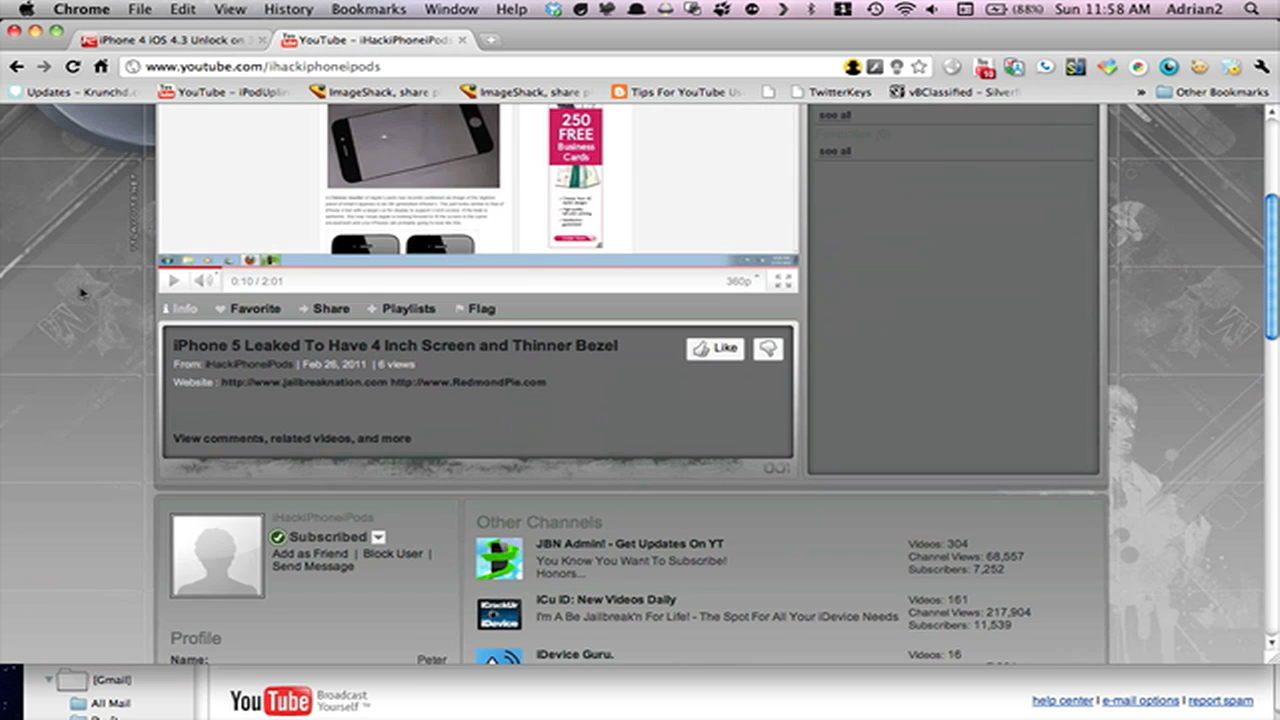 Chrome File Edit View History Bookmarks Window Help (88%) Sun 11:58 AM Adrian2
iPhone 4 iOS 4.3 Unlock on YouTube - iHackiPhoneiPods
www.youtube.com/ihackiphoneipods
Updates - Krunchd. YouTube - iPodUplin ImageShack, share p ImageShack, share p Tips For YouTube Us TwitterKeys vBClassified - Silverf » Other Bookmarks
250
FREE
Business
Cards
see all
Favorites (0)
see all
0:10 / 2:01 360p
Info Favorite Share Playlists Flag
iPhone 5 Leaked To Have 4 Inch Screen and Thinner Bezel
Like
From: iHackiPhoneiPods | Feb 26, 2011 | 6 views
Website : http://www.jailbreaknation.com http://www.RedmondPie.com
View comments, related videos, and more
iHackiPhoneiPods
Subscribed
Add as Friend | Block User |
Send Message
Profile
Name: Peter
Other Channels
JBN Admin! - Get Updates On YT
You Know You Want To Subscribe!
Honors...
Videos: 304
Channel Views: 68,557
Subscribers: 7,252
iCu iD: New Videos Daily
I'm A Be Jailbreak'n For Life! - The Spot For All Your iDevice Needs
Videos: 161
Channel Views: 217,904
Subscribers: 11,539
iDevice Guru.
Videos: 16
[Gmail]
All Mail
YouTube Broadcast
Yourself ™
help center | e-mail options | report spam